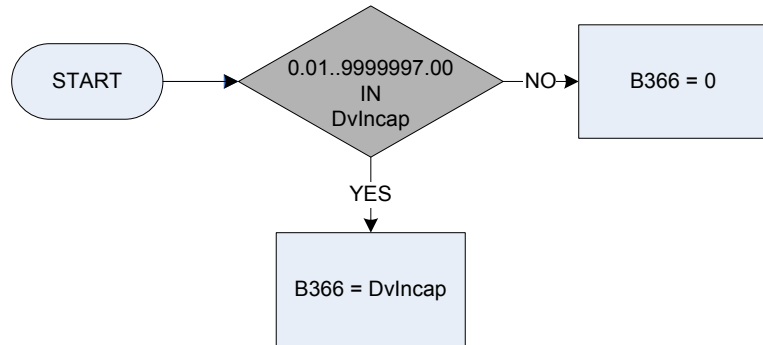 START
0.01..9999997.00
IN
DvIncap
NO
B366 = 0
YES
B366 = DvIncap